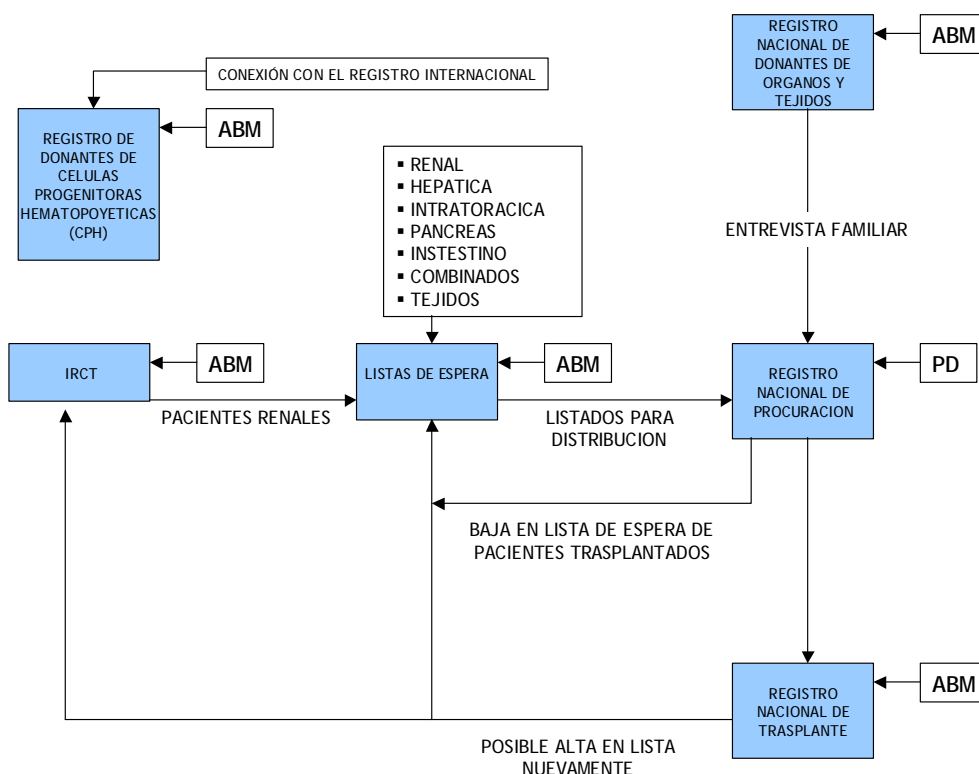 REGISTRO
NACIONAL DE
DONANTES DE
ORGANOS Y
TEJIDOS
ABM
CONEXIÓN CON EL REGISTRO INTERNACIONAL
REGISTRO DE
DONANTES DE
CELULAS
PROGENITORAS
HEMATOPOYETICAS
(CPH)
ABM
▪ RENAL
▪ HEPATICA
▪ INTRATORACICA
▪ PANCREAS
▪ INSTESTINO
▪ COMBINADOS
▪ TEJIDOS
ENTREVISTA FAMILIAR
IRCT
ABM
PACIENTES RENALES
LISTAS DE ESPERA
ABM
LISTADOS PARA
DISTRIBUCION
REGISTRO
NACIONAL DE
PROCURACION
PD
BAJA EN LISTA DE ESPERA DE
PACIENTES TRASPLANTADOS
REGISTRO
NACIONAL DE
TRASPLANTE
ABM
POSIBLE ALTA EN LISTA
NUEVAMENTE